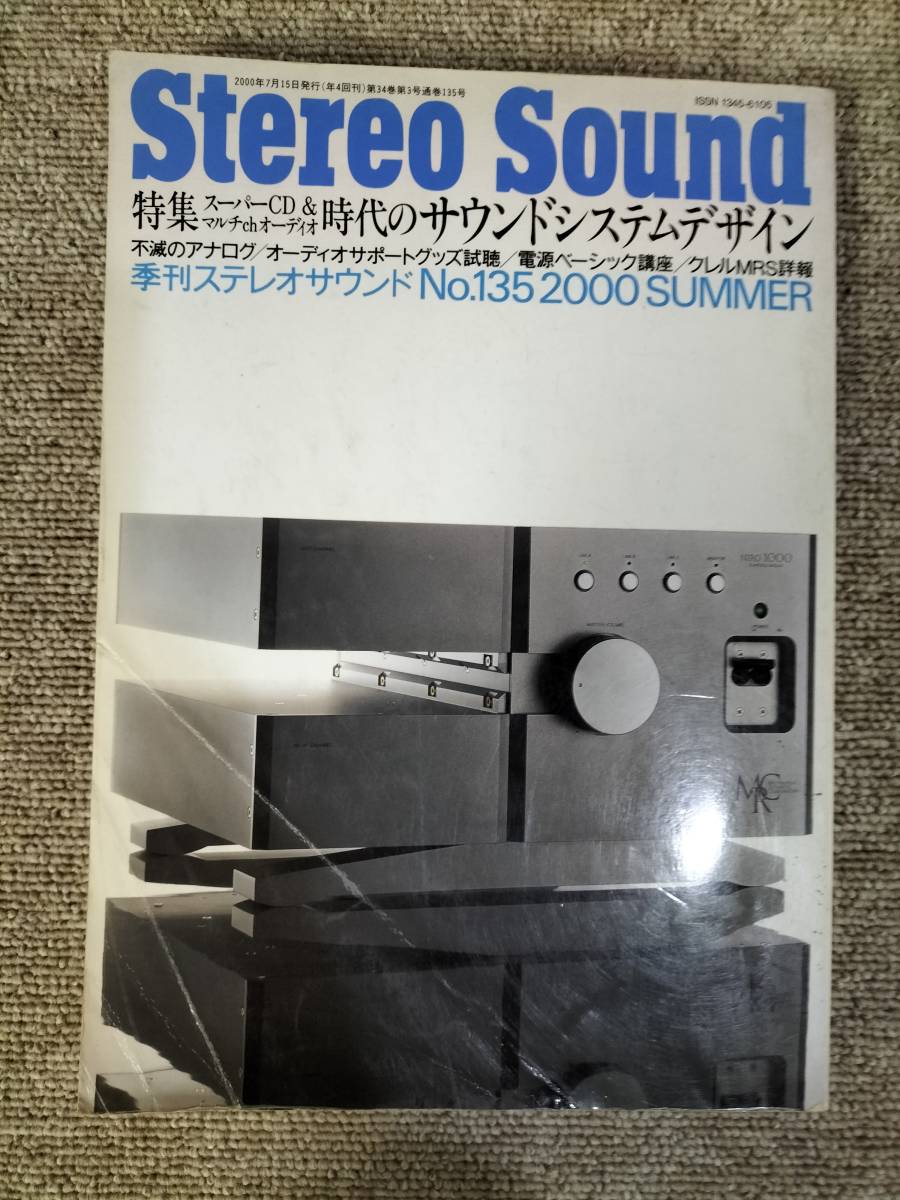 2000年7月15日発行(年4回刊)第34巻第3号通巻135号
ISSN 1345-6105
Stereo Sound
特集 スーパーCD & マルチchオーディオ 時代のサウンドシステムデザイン
不滅のアナログ/オーディオサポートグッズ試聴/電源ベーシック講座/クレルMRS詳報
季刊ステレオサウンド No.135 2000 SUMMER
1000
MRC